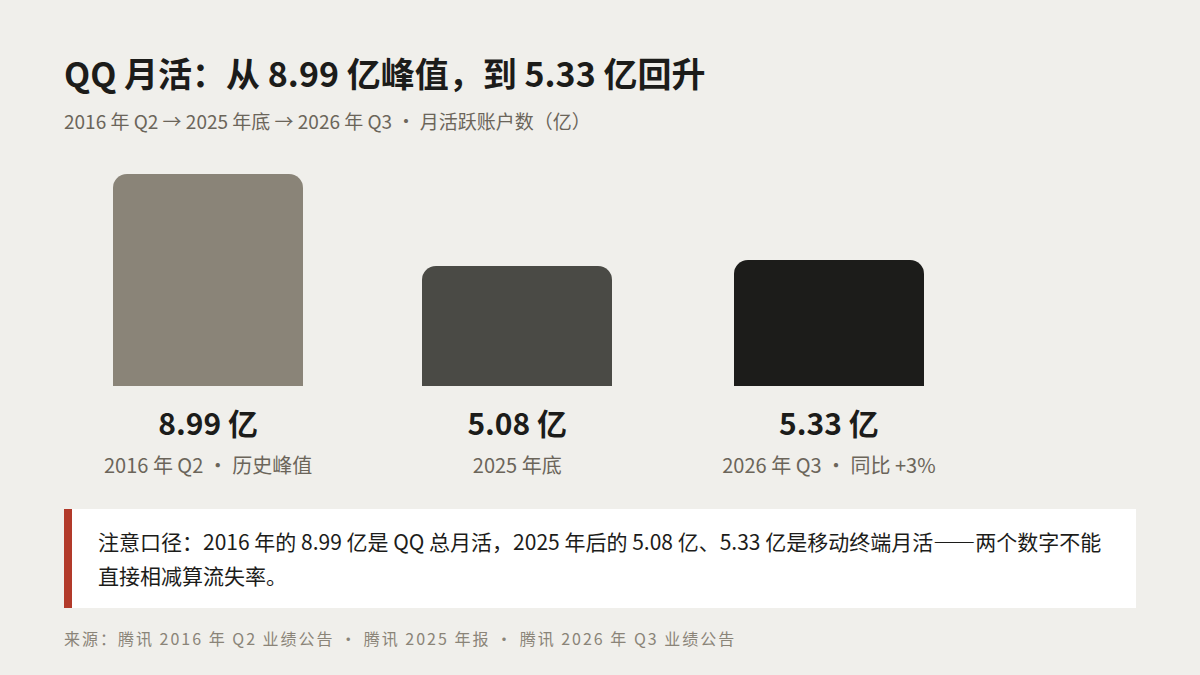 QQ 月活：从 8.99 亿峰值，到 5.33 亿回升
2016 年 Q2 → 2025 年底 → 2026 年 Q3 · 月活跃账户数（亿）
8.99 亿
2016 年 Q2 · 历史峰值
5.08 亿
2025 年底
5.33 亿
2026 年 Q3 · 同比 +3%
注意口径：2016 年的 8.99 亿是 QQ 总月活，2025 年后的 5.08 亿、5.33 亿是移动终端月活——两个数字不能
直接相减算流失率。
来源：腾讯 2016 年 Q2 业绩公告 · 腾讯 2025 年报 · 腾讯 2026 年 Q3 业绩公告